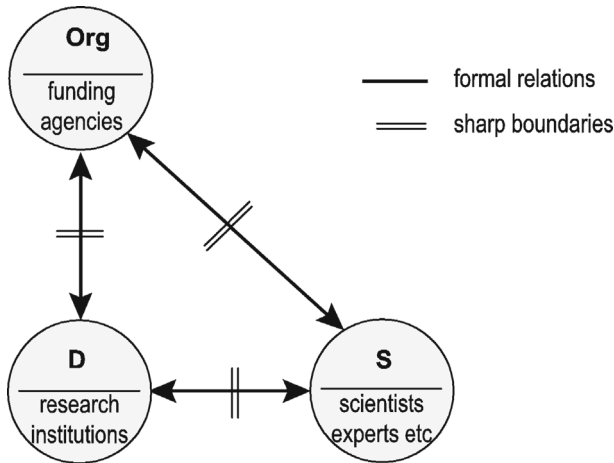 Org
funding
agencies
formal relations
sharp boundaries
D
research
institutions
S
scientists
experts etc